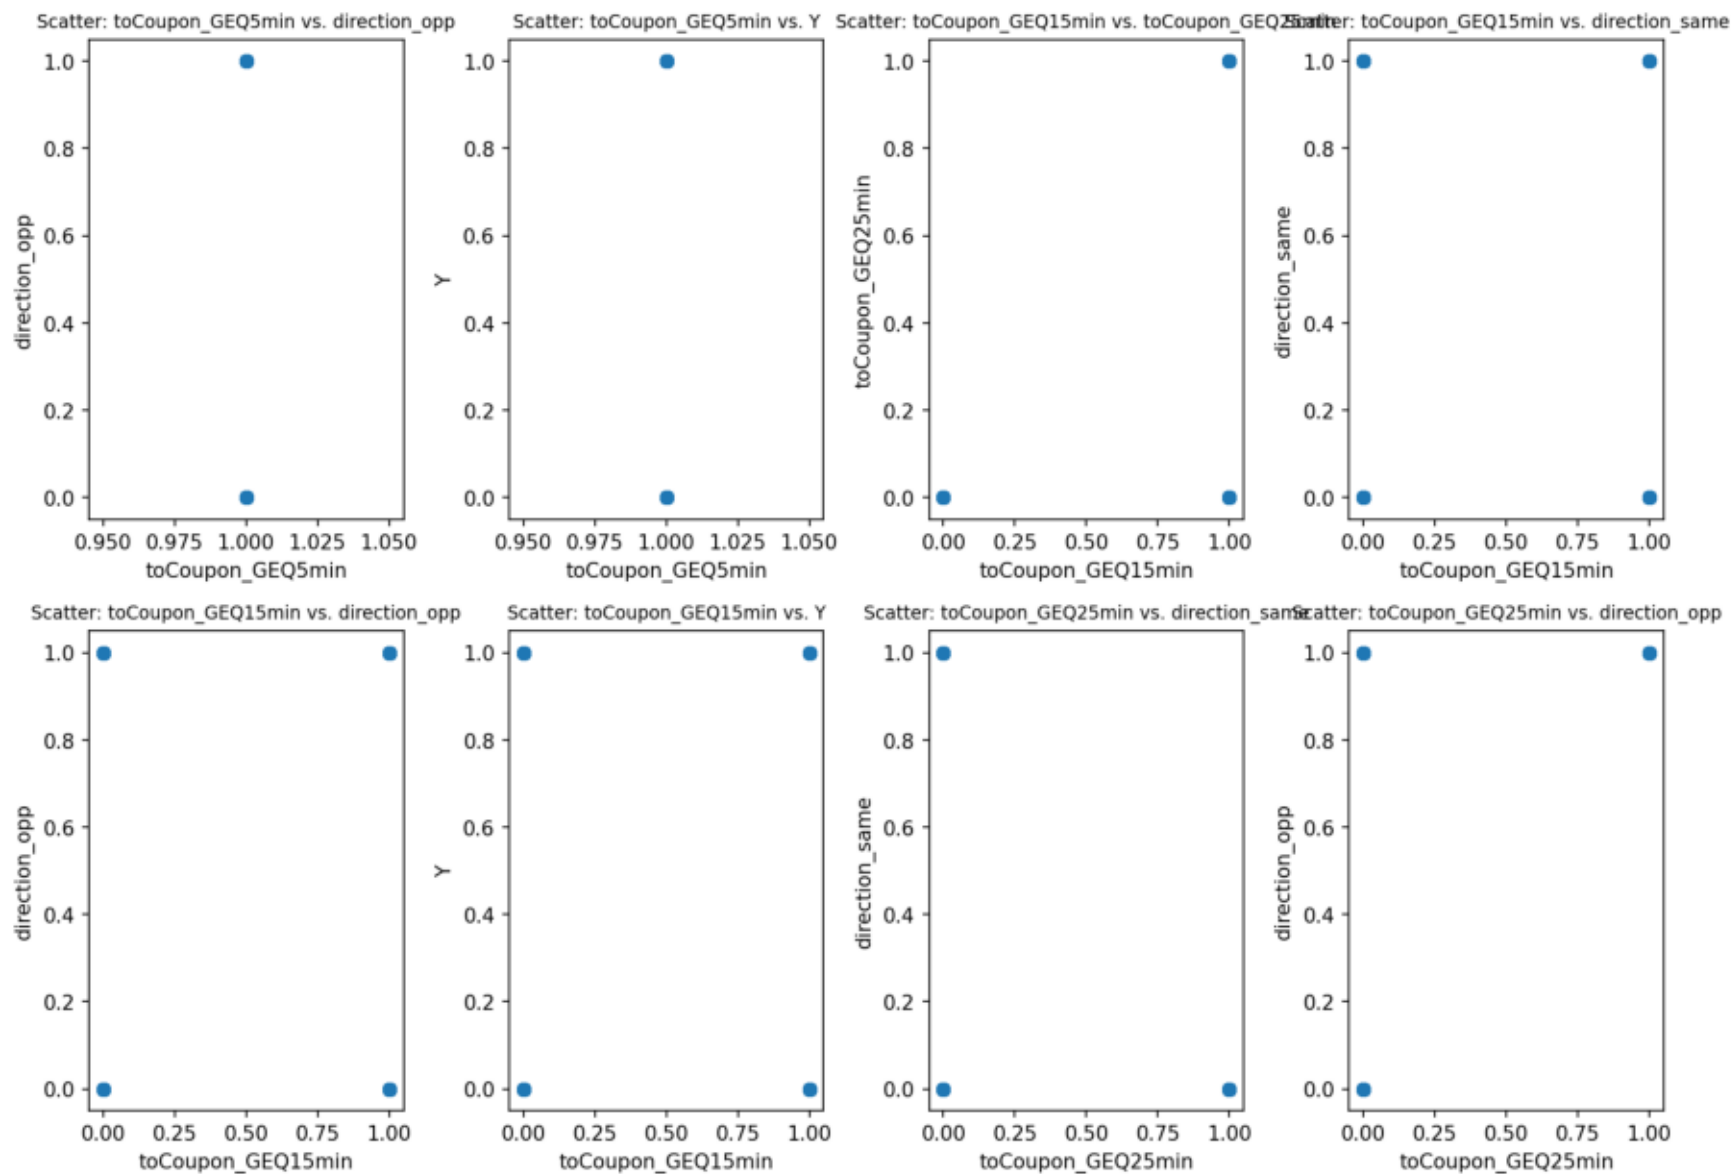 Scatter: toCoupon_GEQ5min vs. direction_opp
1.0
0.8
0.6
0.4
0.2
0.0
direction_opp
0.950 0.975 1.000 1.025 1.050
toCoupon_GEQ5min
Scatter: toCoupon_GEQ5min vs. Y
1.0
0.8
0.6
0.4
0.2
0.0
Y
0.950 0.975 1.000 1.025 1.050
toCoupon_GEQ5min
Scatter: toCoupon_GEQ15min vs. toCoupon_GEQ25min
1.0
0.8
0.6
0.4
0.2
0.0
toCoupon_GEQ25min
0.00 0.25 0.50 0.75 1.00
toCoupon_GEQ15min
Scatter: toCoupon_GEQ15min vs. direction_same
1.0
0.8
0.6
0.4
0.2
0.0
direction_same
0.00 0.25 0.50 0.75 1.00
toCoupon_GEQ15min
Scatter: toCoupon_GEQ15min vs. direction_opp
1.0
0.8
0.6
0.4
0.2
0.0
direction_opp
0.00 0.25 0.50 0.75 1.00
toCoupon_GEQ15min
Scatter: toCoupon_GEQ15min vs. Y
1.0
0.8
0.6
0.4
0.2
0.0
Y
0.00 0.25 0.50 0.75 1.00
toCoupon_GEQ15min
Scatter: toCoupon_GEQ25min vs. direction_same
1.0
0.8
0.6
0.4
0.2
0.0
direction_same
0.00 0.25 0.50 0.75 1.00
toCoupon_GEQ25min
Scatter: toCoupon_GEQ25min vs. direction_opp
1.0
0.8
0.6
0.4
0.2
0.0
direction_opp
0.00 0.25 0.50 0.75 1.00
toCoupon_GEQ25min